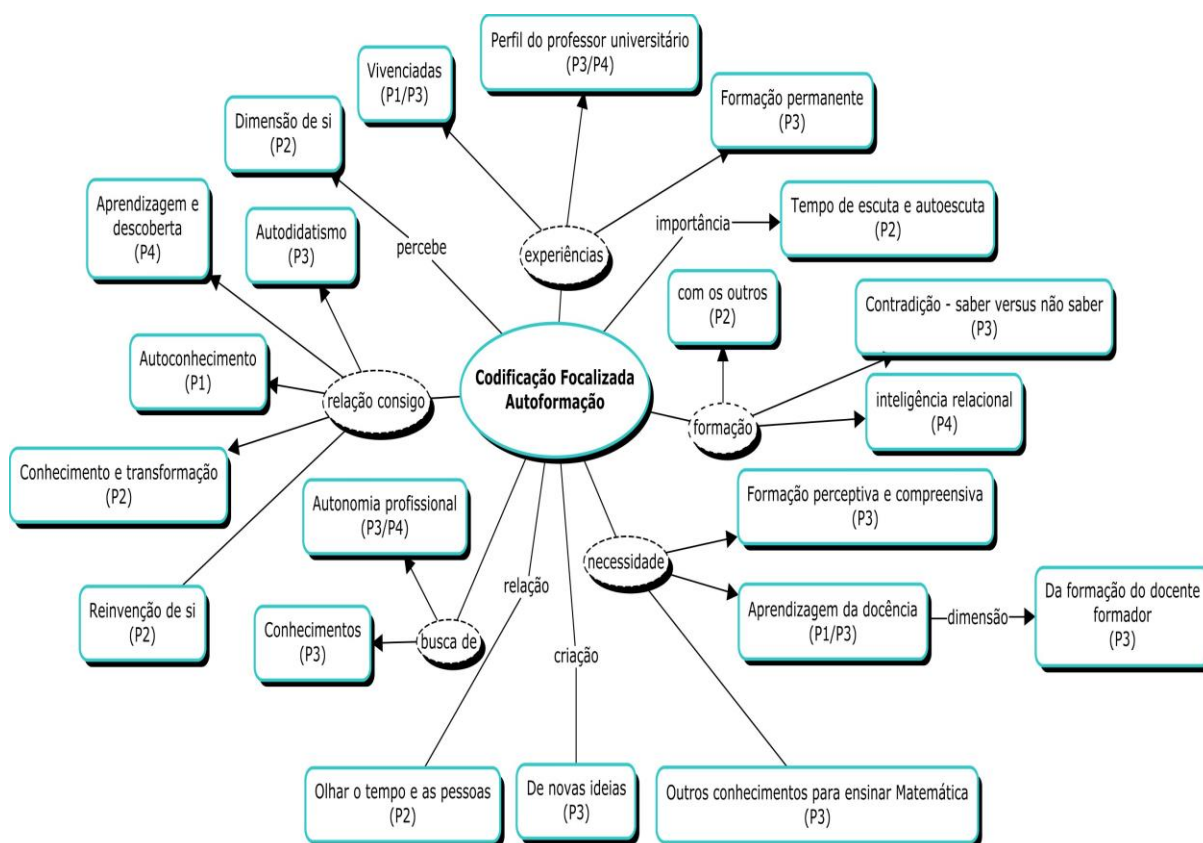 Perfil do professor universitário
(P3/P4)
Vivenciadas
(P1/P3)
Formação permanente
(P3)
Dimensão de si
(P2)
Aprendizagem e
descoberta
(P4)
Autodidatismo
(P3)
percebe
experiências
importância
Tempo de escuta e autoescuta
(P2)
com os outros
(P2)
Contradição - saber versus não saber
(P3)
Autoconhecimento
(P1)
relação consigo
Codificação Focalizada
Autoformação
formação
inteligência relacional
(P4)
Conhecimento e transformação
(P2)
Autonomia profissional
(P3/P4)
Formação perceptiva e compreensiva
(P3)
necessidade
relação
Reinvenção de si
(P2)
Conhecimentos
(P3)
busca de
criação
Aprendizagem da docência
(P1/P3)
dimensão
Da formação do docente
formador
(P3)
Olhar o tempo e as pessoas
(P2)
De novas ideias
(P3)
Outros conhecimentos para ensinar Matemática
(P3)